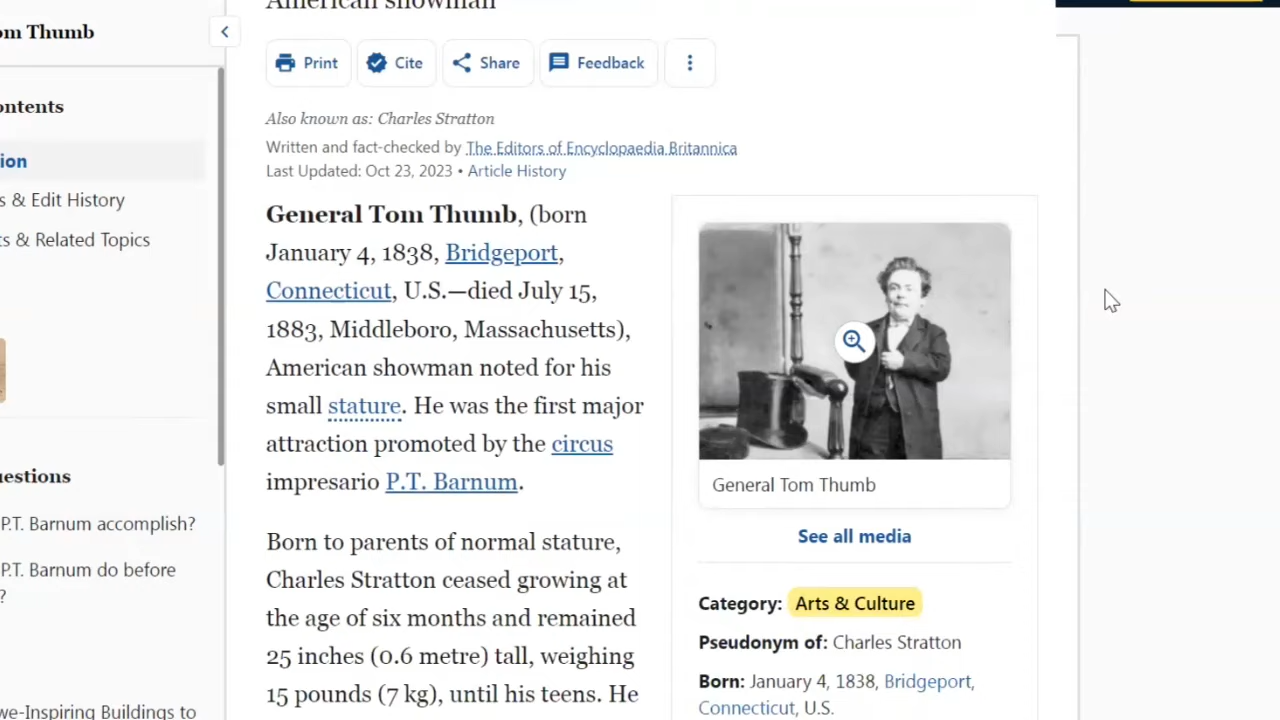 American showman
om Thumb
Print
Cite
Share
Feedback
ontents
ion
s & Edit History
ts & Related Topics
uestions
P.T. Barnum accomplish?
P.T. Barnum do before
?
we-Inspiring Buildings to
Also known as: Charles Stratton
Written and fact-checked by The Editors of Encyclopaedia Britannica
Last Updated: Oct 23, 2023 • Article History
General Tom Thumb, (born
January 4, 1838, Bridgeport,
Connecticut, U.S.—died July 15,
1883, Middleboro, Massachusetts),
American showman noted for his
small stature. He was the first major
attraction promoted by the circus
impresario P.T. Barnum.
Born to parents of normal stature,
Charles Stratton ceased growing at
the age of six months and remained
25 inches (0.6 metre) tall, weighing
15 pounds (7 kg), until his teens. He
General Tom Thumb
See all media
Category: Arts & Culture
Pseudonym of: Charles Stratton
Born: January 4, 1838, Bridgeport,
Connecticut, U.S.